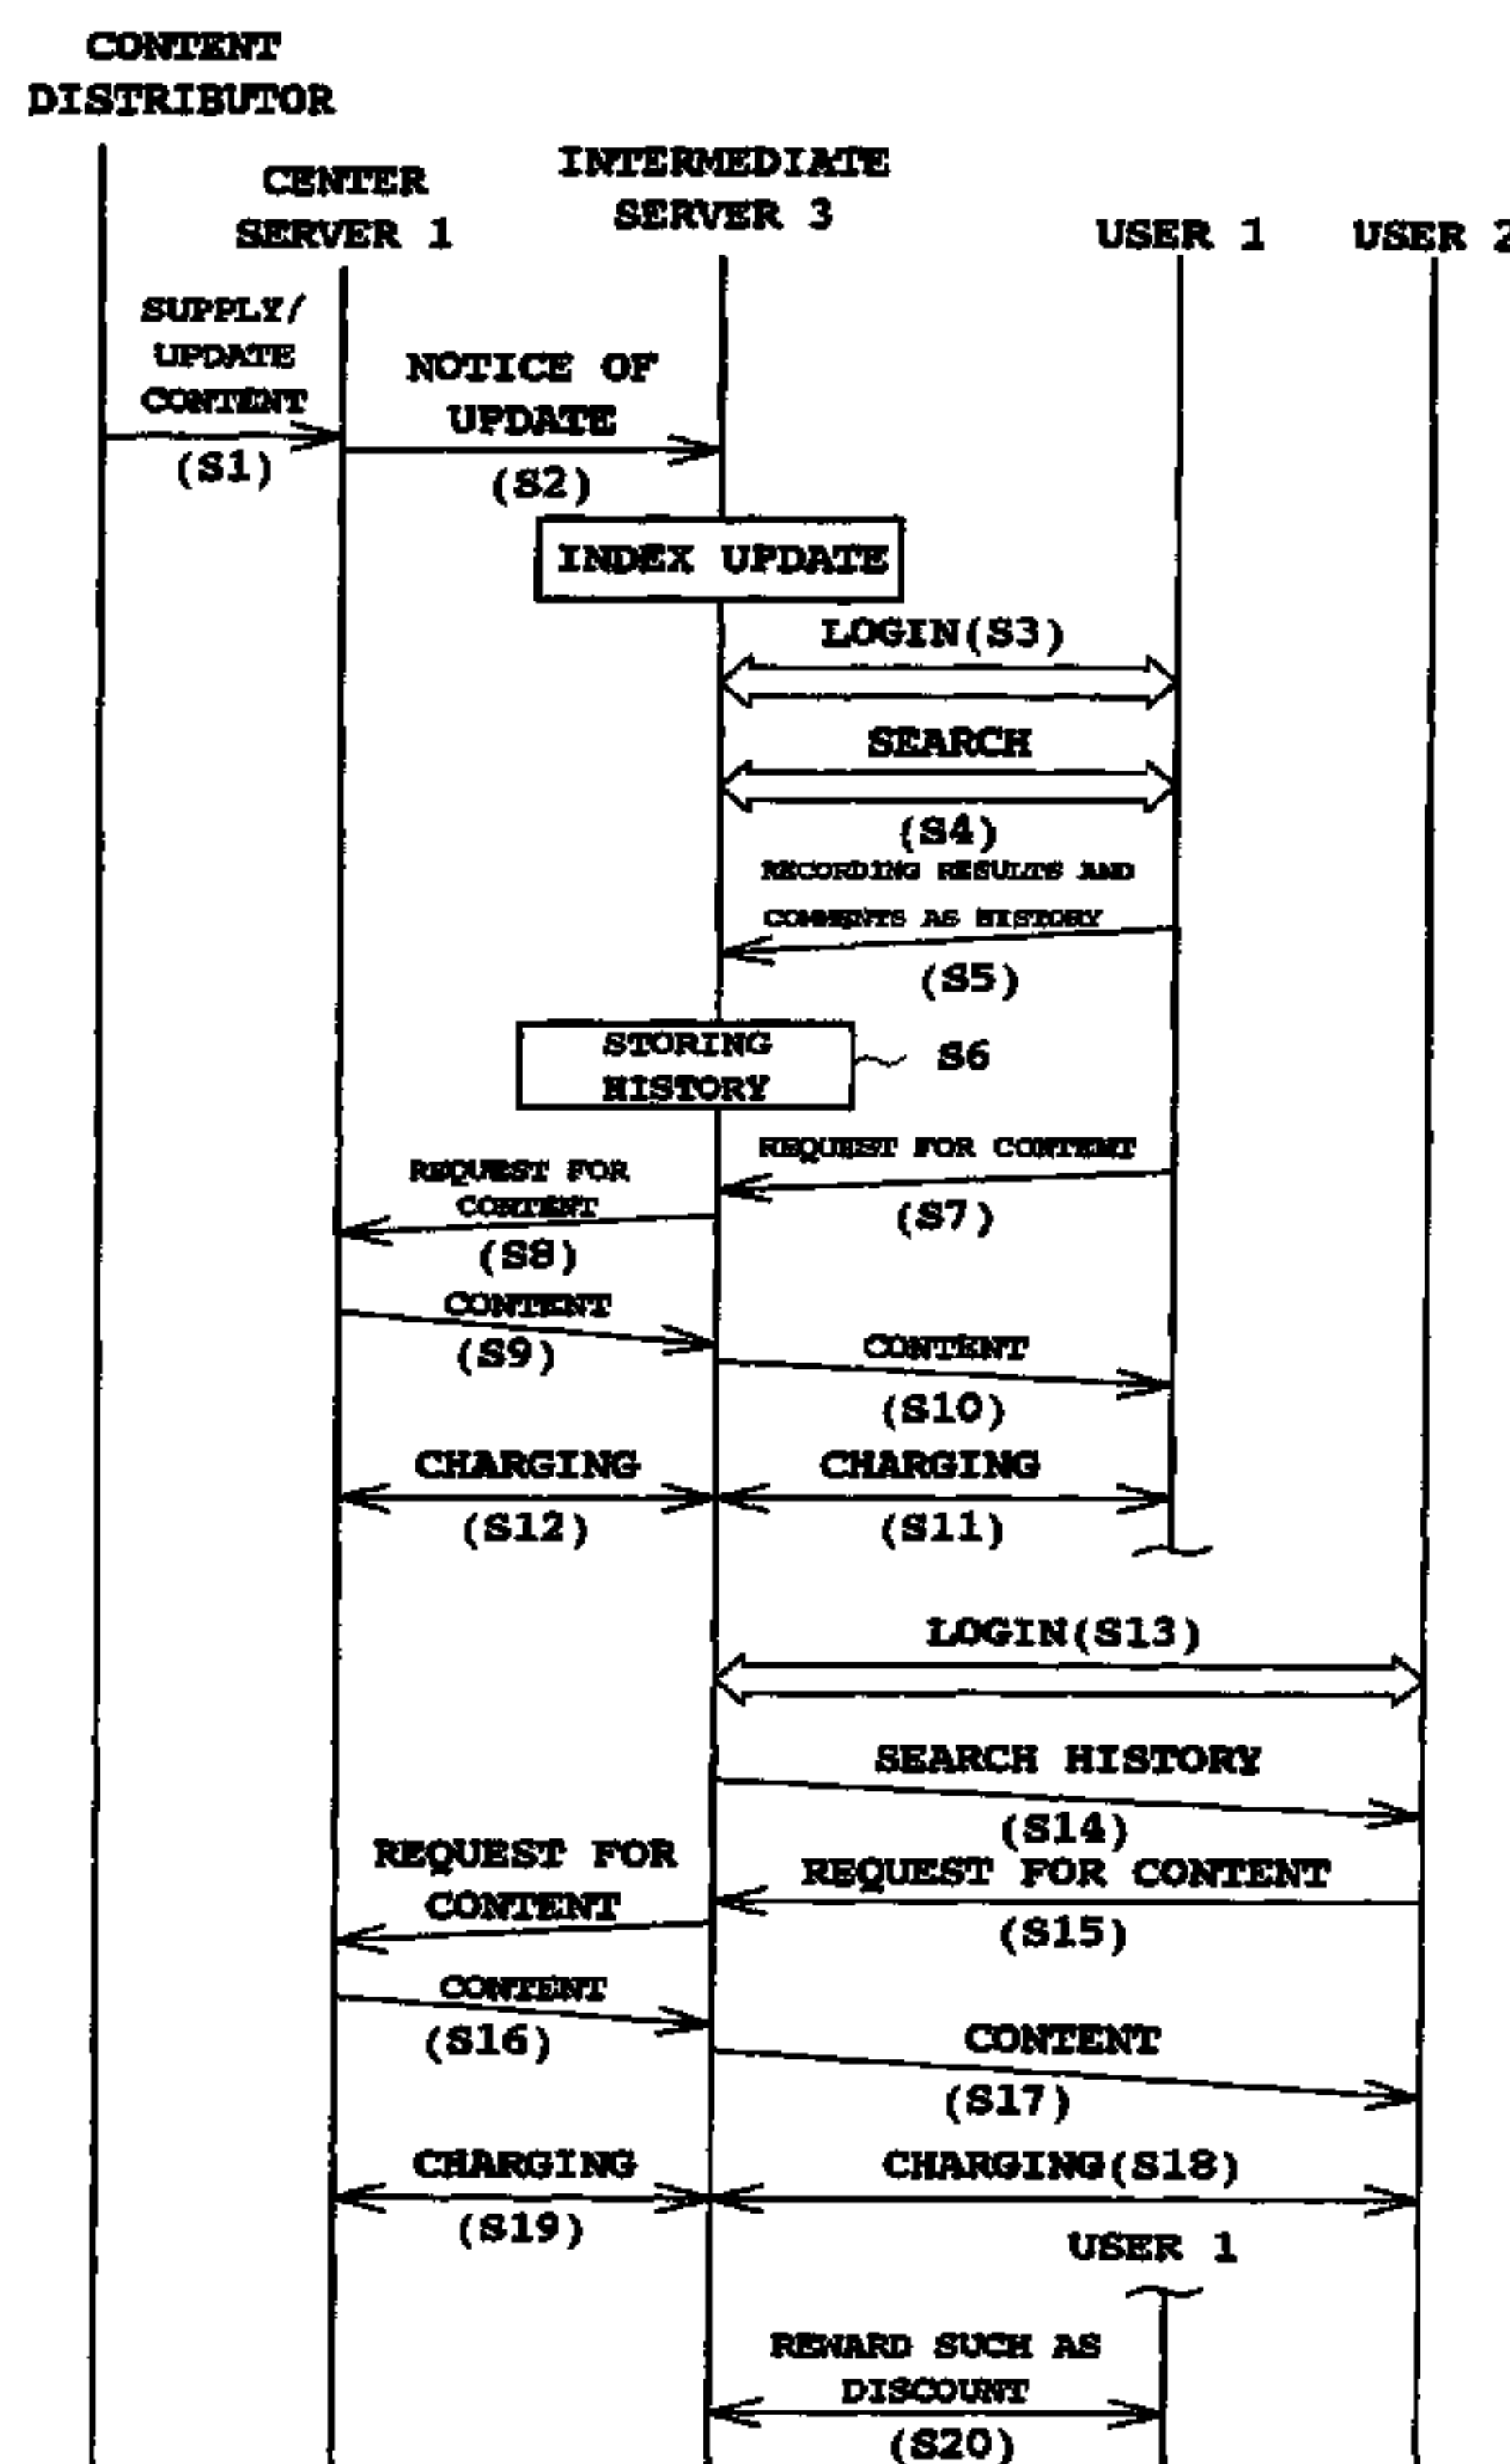 CONTENT
DISTRIBUTOR
CENTER
SERVER 1
INTERMEDIATE
SERVER 3
USER 1
USER 2
SUPPLY/
UPDATE
CONTENT
(S1)
NOTICE OF
UPDATE
(S2)
INDEX UPDATE
LOGIN(S3)
SEARCH
(S4)
RECORDING RESULTS AND
COMMENTS AS HISTORY
(S5)
STORING
HISTORY
S6
REQUEST FOR CONTENT
(S7)
REQUEST FOR
CONTENT
(S8)
CONTENT
(S9)
CONTENT
(S10)
CHARGING
(S12)
CHARGING
(S11)
LOGIN(S13)
SEARCH HISTORY
(S14)
REQUEST FOR CONTENT
(S15)
REQUEST FOR
CONTENT
CONTENT
(S16)
CONTENT
(S17)
CHARGING
(S19)
CHARGING(S18)
USER 1
REWARD SUCH AS
DISCOUNT
(S20)